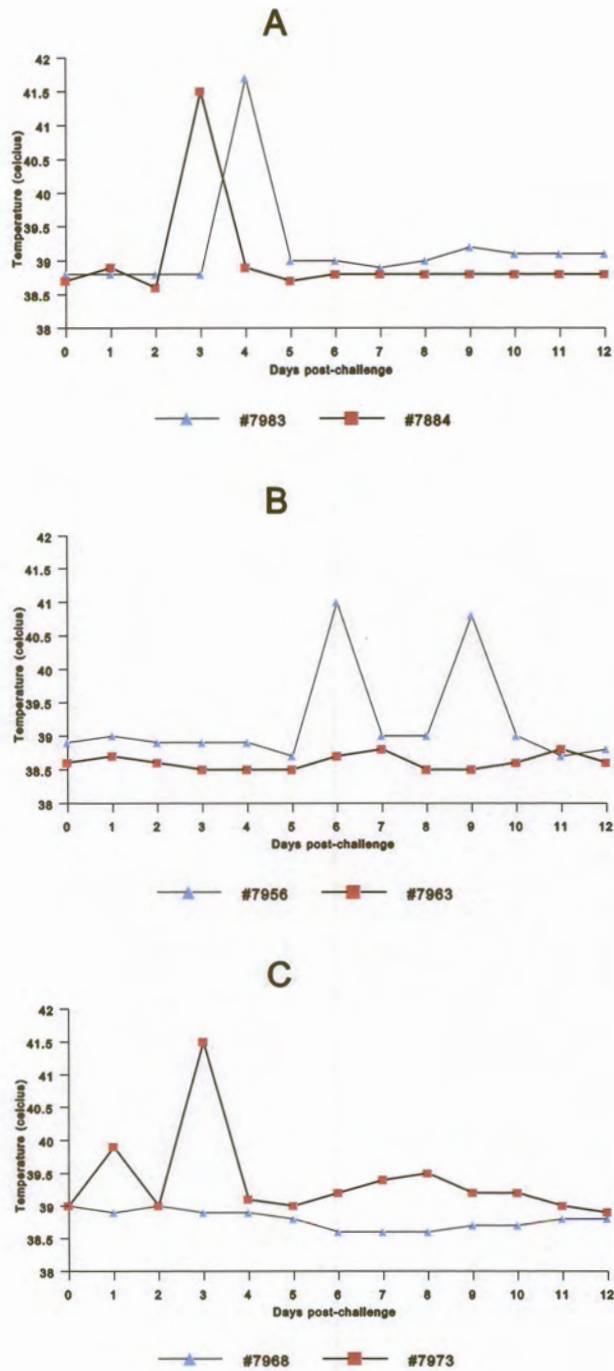 A
42
41.5
41
40.5
40
39.5
39
38.5
38
Temperature (celcius)
0 1 2 3 4 5 6 7 8 9 10 11 12
Days post-challenge
#7983 #7884
B
42
41.5
41
40.5
40
39.5
39
38.5
38
Temperature (celcius)
0 1 2 3 4 5 6 7 8 9 10 11 12
Days post-challenge
#7956 #7963
C
42
41.5
41
40.5
40
39.5
39
38.5
38
Temperature (celcius)
0 1 2 3 4 5 6 7 8 9 10 11 12
Days post-challenge
#7968 #7973